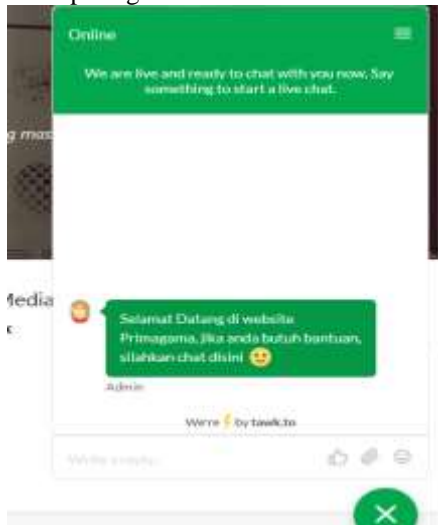 Online
We are live and ready to chat with you now. Say
something to start a live chat.
g mas
Media
Selamat Datang di website
Primagama, jika anda butuh bantuan,
silahkan chat disini
Admin
We're by tawk.to
Write a reply..